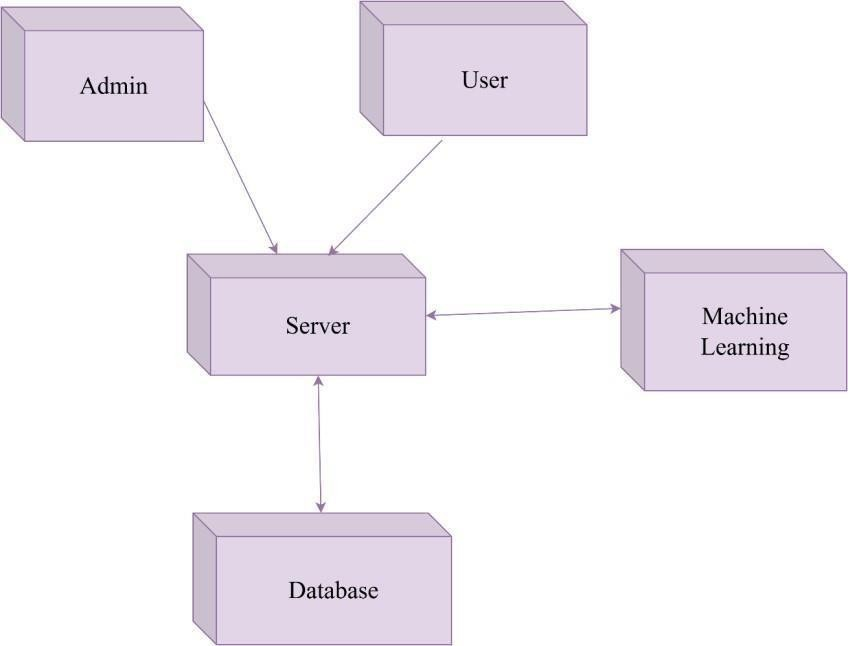 Admin
User
Server
Machine
Learning
Database